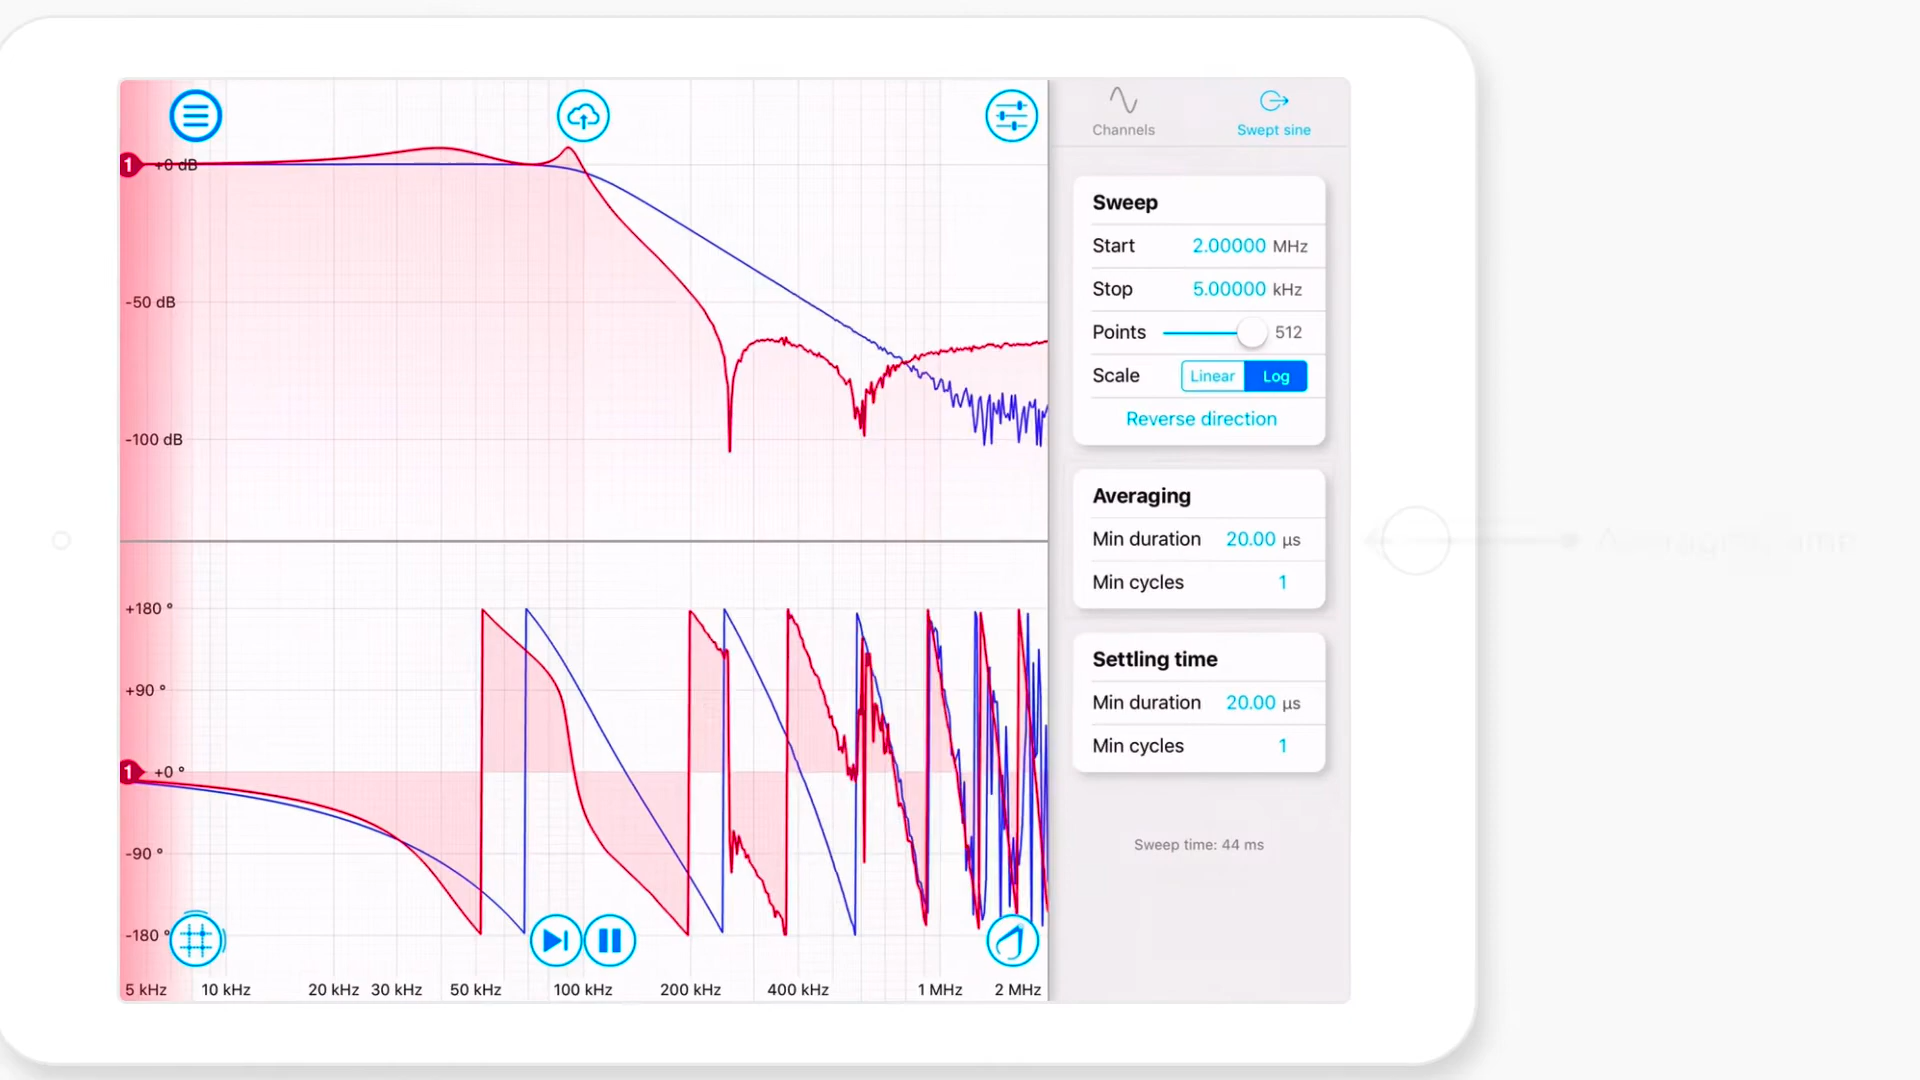 Channels
Swept sine
1
+0 dB
-50 dB
-100 dB
+180 °
+90 °
1
+0 °
-90 °
-180 °
5 kHz 10 kHz 20 kHz 30 kHz 50 kHz 100 kHz 200 kHz 400 kHz 1 MHz 2 MHz
Sweep
Start 2.00000 MHz
Stop 5.00000 kHz
Points 512
Scale Linear Log
Reverse direction
Averaging
Min duration 20.00 µs
Min cycles 1
Settling time
Min duration 20.00 µs
Min cycles 1
Sweep time: 44 ms